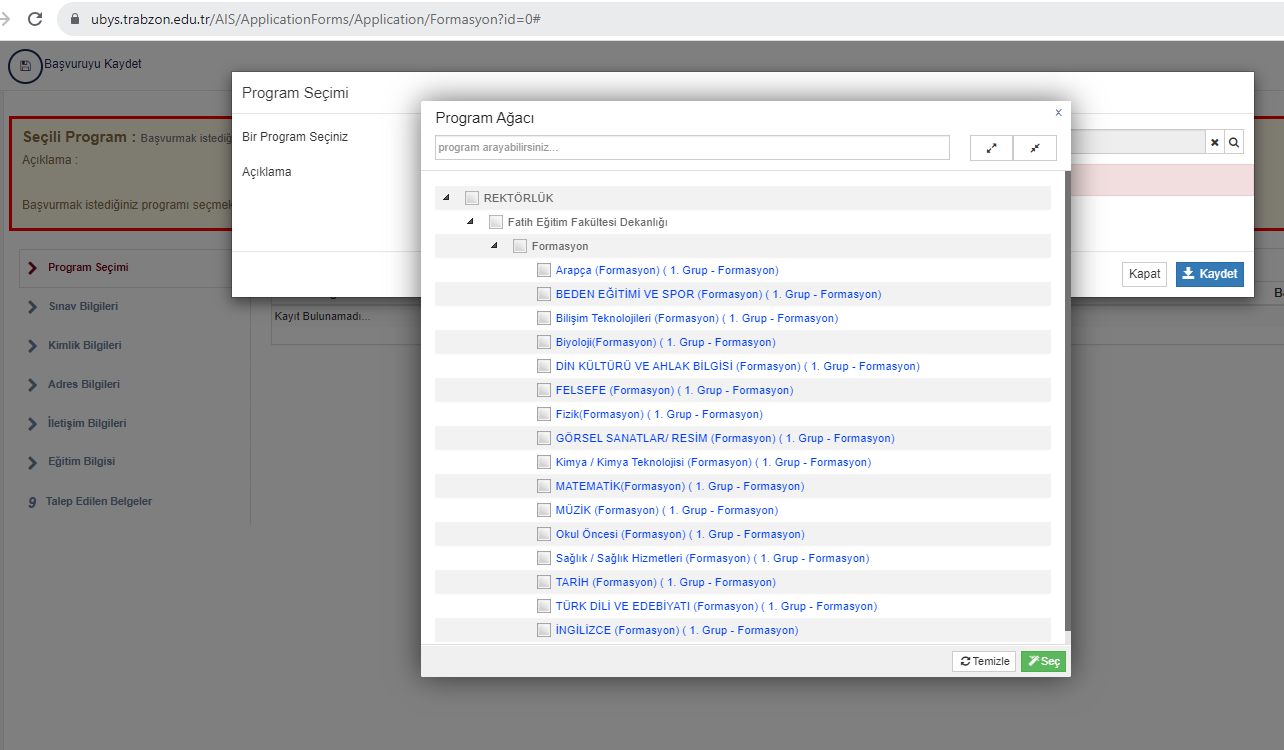 ubys.trabzon.edu.tr/AIS/ApplicationForms/Application/Formasyon?id=0#
Başvuruyu Kaydet
Program Seçimi
Program Ağacı
x
Seçili Program : Başvurmak istediğ
Bir Program Seçiniz
program arayabilirsiniz...
Açıklama :
Açıklama
Başvurmak istediğiniz programı seçmek
REKTÖRLÜK
Fatih Eğitim Fakültesi Dekanlığı
Formasyon
Arapça (Formasyon) ( 1. Grup - Formasyon)
BEDEN EĞİTİMİ VE SPOR (Formasyon) ( 1. Grup - Formasyon)
Bilişim Teknolojileri (Formasyon) ( 1. Grup - Formasyon)
Biyoloji(Formasyon) ( 1. Grup - Formasyon)
DİN KÜLTÜRÜ VE AHLAK BİLGİSİ (Formasyon) ( 1. Grup - Formasyon)
FELSEFE (Formasyon) ( 1. Grup - Formasyon)
Fizik(Formasyon) ( 1. Grup - Formasyon)
GÖRSEL SANATLAR/ RESİM (Formasyon) ( 1. Grup - Formasyon)
Kimya / Kimya Teknolojisi (Formasyon) ( 1. Grup - Formasyon)
MATEMATİK(Formasyon) ( 1. Grup - Formasyon)
MÜZİK (Formasyon) ( 1. Grup - Formasyon)
Okul Öncesi (Formasyon) ( 1. Grup - Formasyon)
Sağlık / Sağlık Hizmetleri (Formasyon) ( 1. Grup - Formasyon)
TARİH (Formasyon) ( 1. Grup - Formasyon)
TÜRK DİLİ VE EDEBİYATI (Formasyon) ( 1. Grup - Formasyon)
İNGİLİZCE (Formasyon) ( 1. Grup - Formasyon)
Temizle
Seç
Kapat
Kaydet
Program Seçimi
Sınav Bilgileri
Kimlik Bilgileri
Adres Bilgileri
İletişim Bilgileri
Eğitim Bilgisi
9 Talep Edilen Belgeler
Kayıt Bulunamadı...